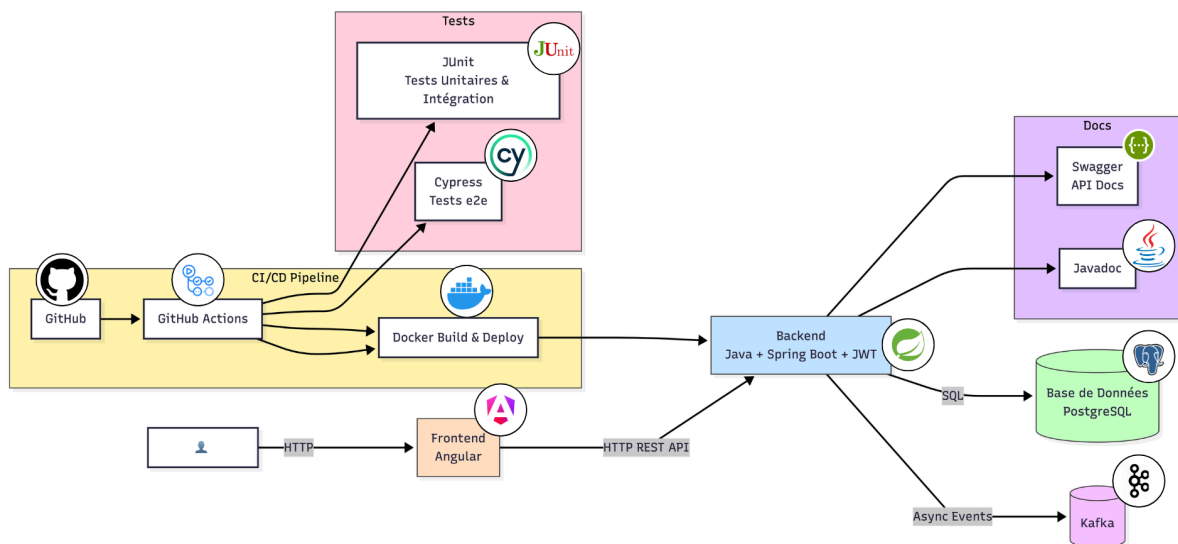 Tests
JUnit
JUnit
Tests Unitaires &
Intégration
cy
Cypress
Tests e2e
CI/CD Pipeline
GitHub
GitHub Actions
Docker Build & Deploy
HTTP
Frontend
Angular
HTTP REST API
Backend
Java + Spring Boot + JWT
Docs
{...}
Swagger
API Docs
Javadoc
SQL
Base de Données
PostgreSQL
Async Events
Kafka